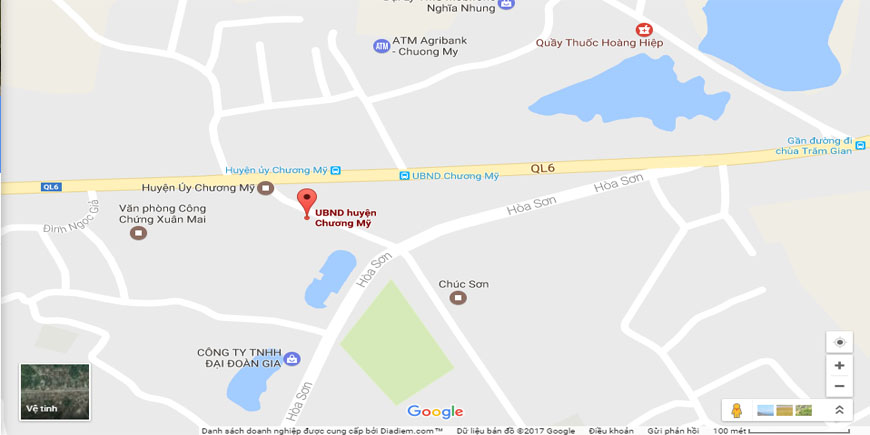 Nghĩa Nhung
ATM
ATM Agribank
- Chuong My
Quầy Thuốc Hoàng Hiệp
Gần đường đi
chùa Trăm Gian
Huyện ủy Chương Mỹ
UBND Chương Mỹ
QL6
QL6
Huyện Ủy Chương Mỹ
UBND huyện
Chương Mỹ
Văn phòng Công
Chứng Xuân Mai
Đinh Ngọc Giả
Hòa Sơn
Hòa Sơn
Hòa Sơn
Chúc Sơn
CÔNG TY TNHH
ĐẠI ĐOÀN GIA
Hòa Sơn
Vệ tinh
Google
Danh sách doanh nghiệp được cung cấp bởi Diadiem.com™
Dữ liệu bản đồ ©2017 Google
Điều khoản
Gửi phản hồi
100 mét